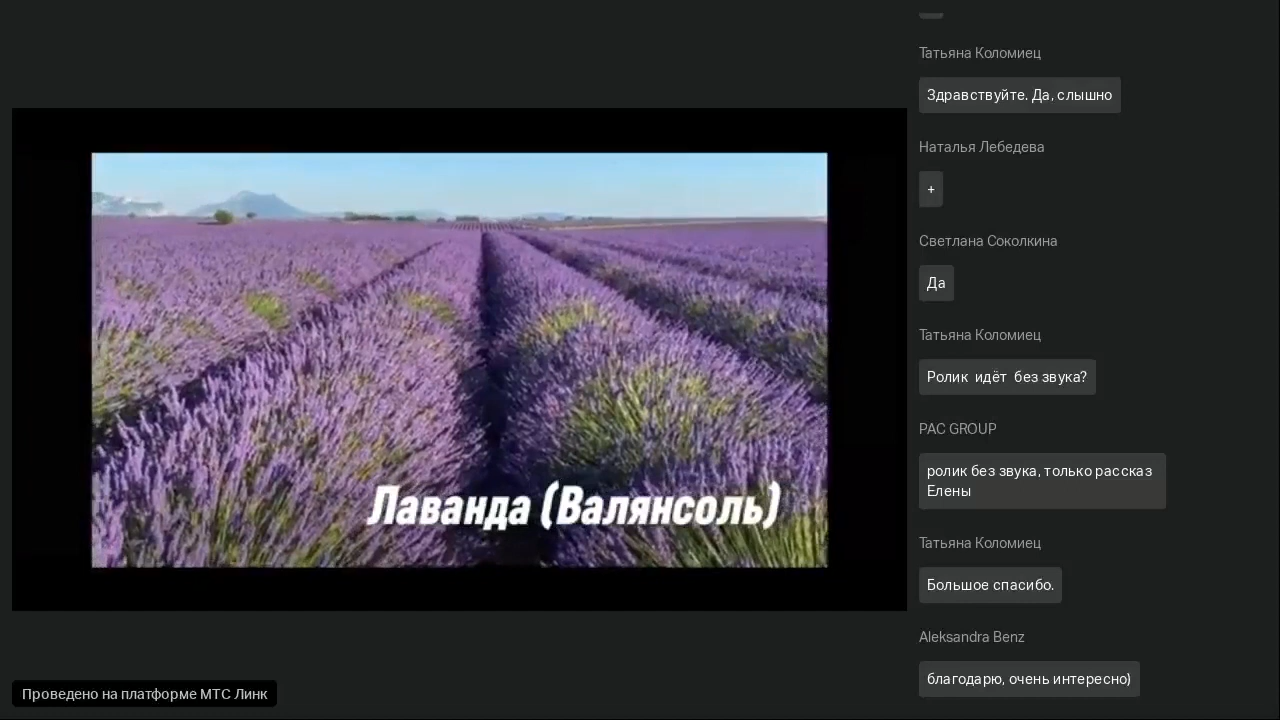 Лаванда (Валянсоль)
Проведено на платформе МТС Линк
Татьяна Коломиец
Здравствуйте. Да, слышно
Наталья Лебедева
+
Светлана Соколкина
Да
Татьяна Коломиец
Ролик идёт без звука?
PAC GROUP
ролик без звука, только рассказ
Елены
Татьяна Коломиец
Большое спасибо.
Aleksandra Benz
благодарю, очень интересно)